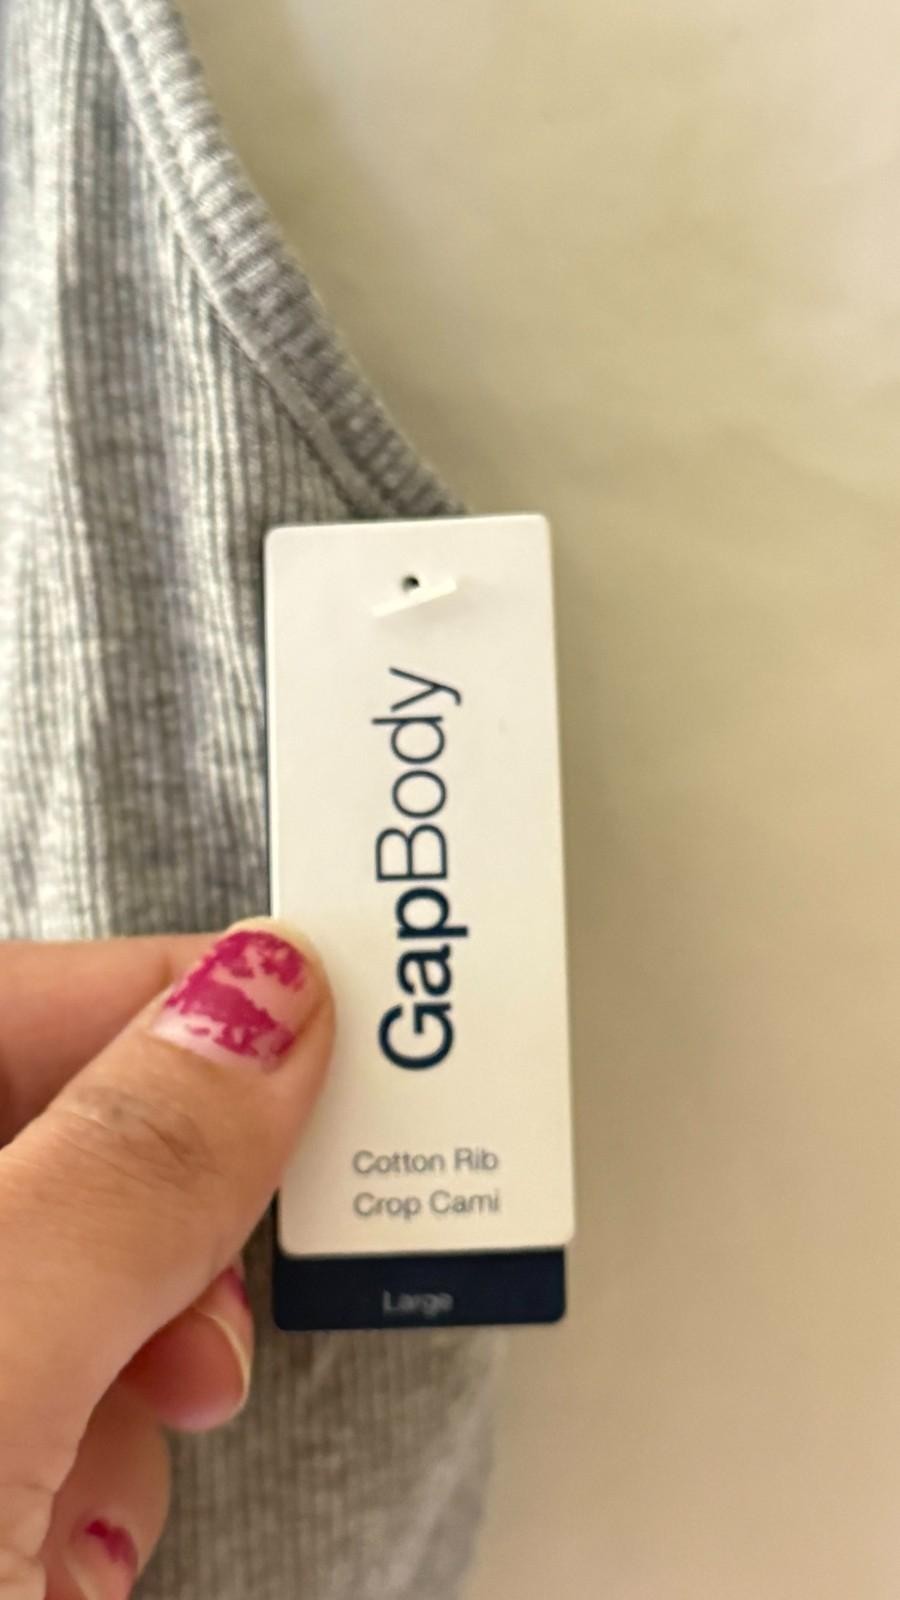 GapBody
Cotton Rib
Crop Cami
Large